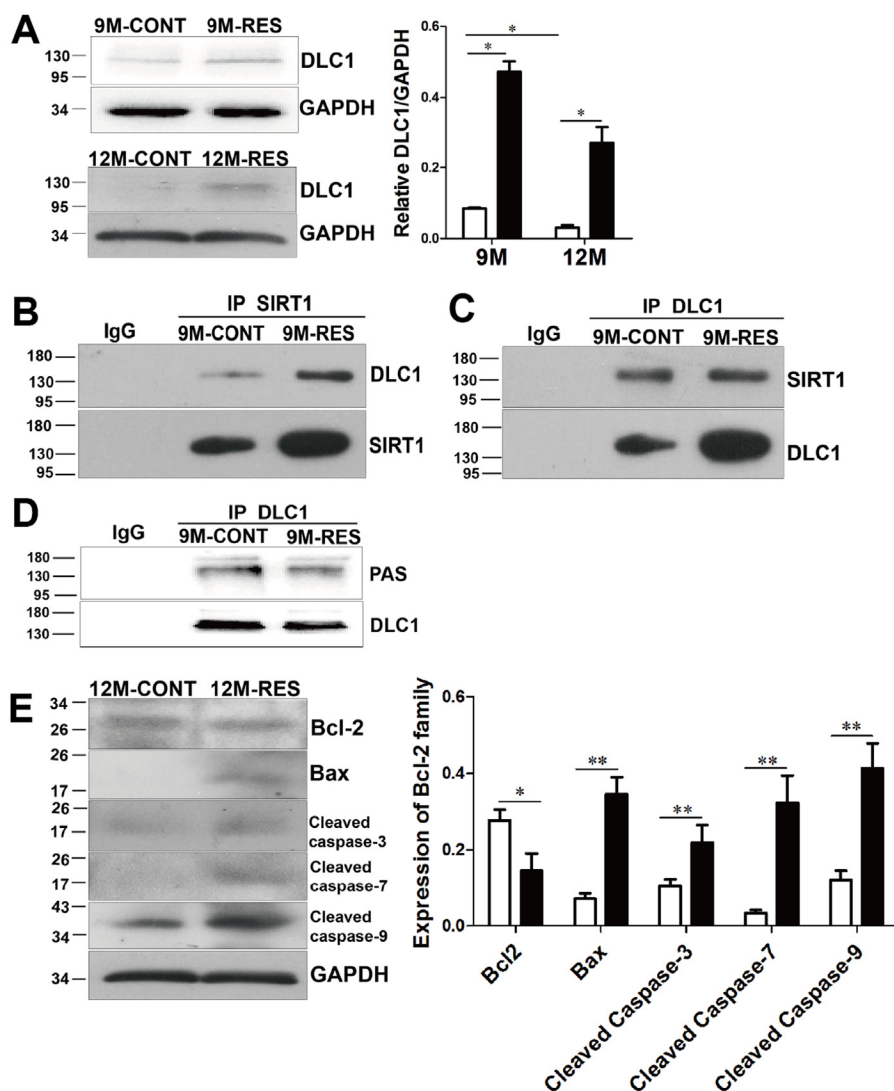 A
9M-CONT 9M-RES
130
95
DLC1
34
GAPDH
12M-CONT 12M-RES
130
95
DLC1
34
GAPDH
Relative DLC1/GAPDH
0.6
0.4
0.2
0.0
*
*
*
9M 12M
B
IP SIRT1
IgG 9M-CONT 9M-RES
180
130
95
DLC1
180
130
95
SIRT1
C
IP DLC1
IgG 9M-CONT 9M-RES
180
130
95
SIRT1
180
130
95
DLC1
D
IP DLC1
IgG 9M-CONT 9M-RES
180
130
95
PAS
180
130
DLC1
E
12M-CONT 12M-RES
34
26
Bcl-2
26
17
Bax
26
17
Cleaved
caspase-3
26
17
Cleaved
caspase-7
43
34
Cleaved
caspase-9
34
GAPDH
Expression of Bcl-2 family
0.6
0.4
0.2
0.0
*
**
**
**
**
Bcl2
Bax
Cleaved Caspase-3
Cleaved Caspase-7
Cleaved Caspase-9